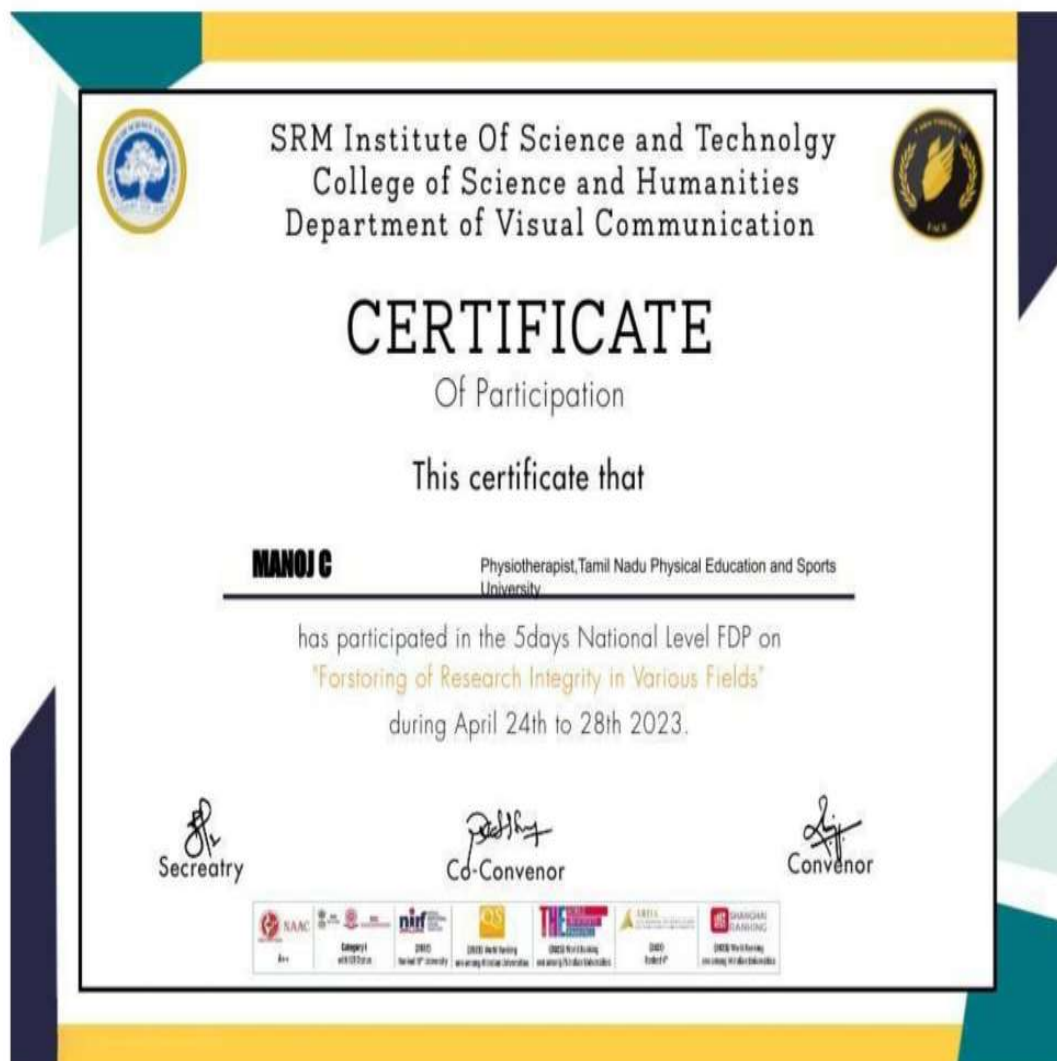 SRM Institute Of Science and Technolgy
College of Science and Humanities
Department of Visual Communication
CERTIFICATE
Of Participation
This certificate that
MANOJ C
Physiotherapist,Tamil Nadu Physical Education and Sports
University
has participated in the 5days National Level FDP on
"Forstoring of Research Integrity in Various Fields"
during April 24th to 28th 2023.
Secreatry
Co-Convenor
Convenor
NAAC
A++
Category I
nirf
QS
THE
SHANGHAI
RANKING